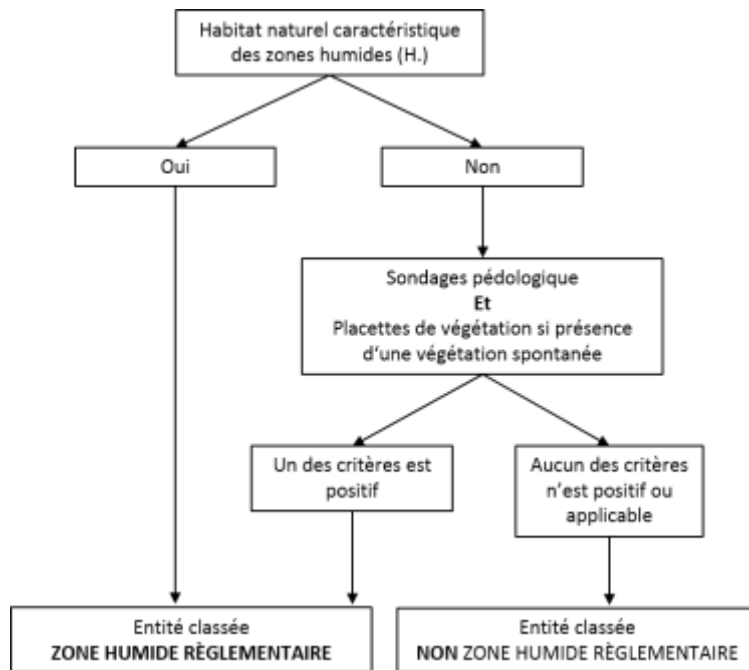 Habitat naturel caractéristique
des zones humides (H.)
Oui
Non
Sondages pédologique
Et
Placettes de végétation si présence
d'une végétation spontanée
Un des critères est
positif
Aucun des critères
n'est positif ou
applicable
Entité classée
ZONE HUMIDE RÈGLEMENTAIRE
Entité classée
NON ZONE HUMIDE RÈGLEMENTAIRE